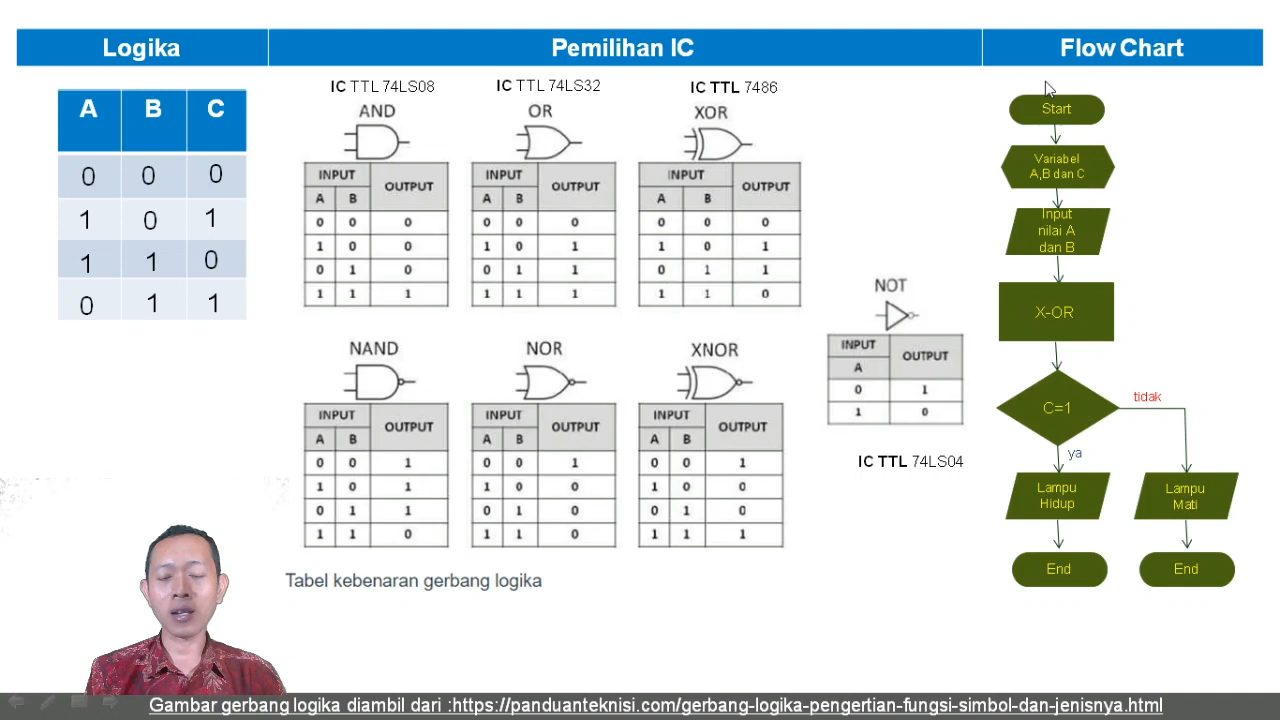 Logika
Pemilihan IC
Flow Chart
A B C
0 0 0
1 0 1
1 1 0
0 1 1
IC TTL 74LS08
AND
INPUT OUTPUT
A B
0 0 0
1 0 0
0 1 0
1 1 1
IC TTL 74LS32
OR
INPUT OUTPUT
A B
0 0 0
1 0 1
0 1 1
1 1 1
IC TTL 7486
XOR
INPUT OUTPUT
A B
0 0 0
1 0 1
0 1 1
1 1 0
NOT
INPUT OUTPUT
A
0 1
1 0
IC TTL 74LS04
NAND
INPUT OUTPUT
A B
0 0 1
1 0 1
0 1 1
1 1 0
NOR
INPUT OUTPUT
A B
0 0 1
1 0 0
0 1 0
1 1 0
XNOR
INPUT OUTPUT
A B
0 0 1
1 0 0
0 1 0
1 1 1
Tabel kebenaran gerbang logika
Start
Variabel
A,B dan C
Input
nilai A
dan B
X-OR
C=1
tidak
ya
Lampu
Hidup
Lampu
Mati
End
End
Gambar gerbang logika diambil dari :https://panduanteknisi.com/gerbang-logika-pengertian-fungsi-simbol-dan-jenisnya.html